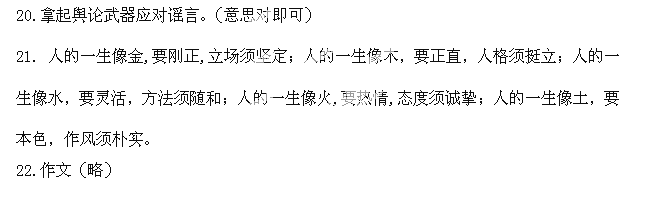 20.拿起舆论武器应对谣言。（意思对即可）
21. 人的一生像金,要刚正,立场须坚定；人的一生像木，要正直，人格须挺立；人的一
生像水，要灵活，方法须随和；人的一生像火,要热情,态度须诚挚；人的一生像土，要
本色，作风须朴实。
22.作文（略）